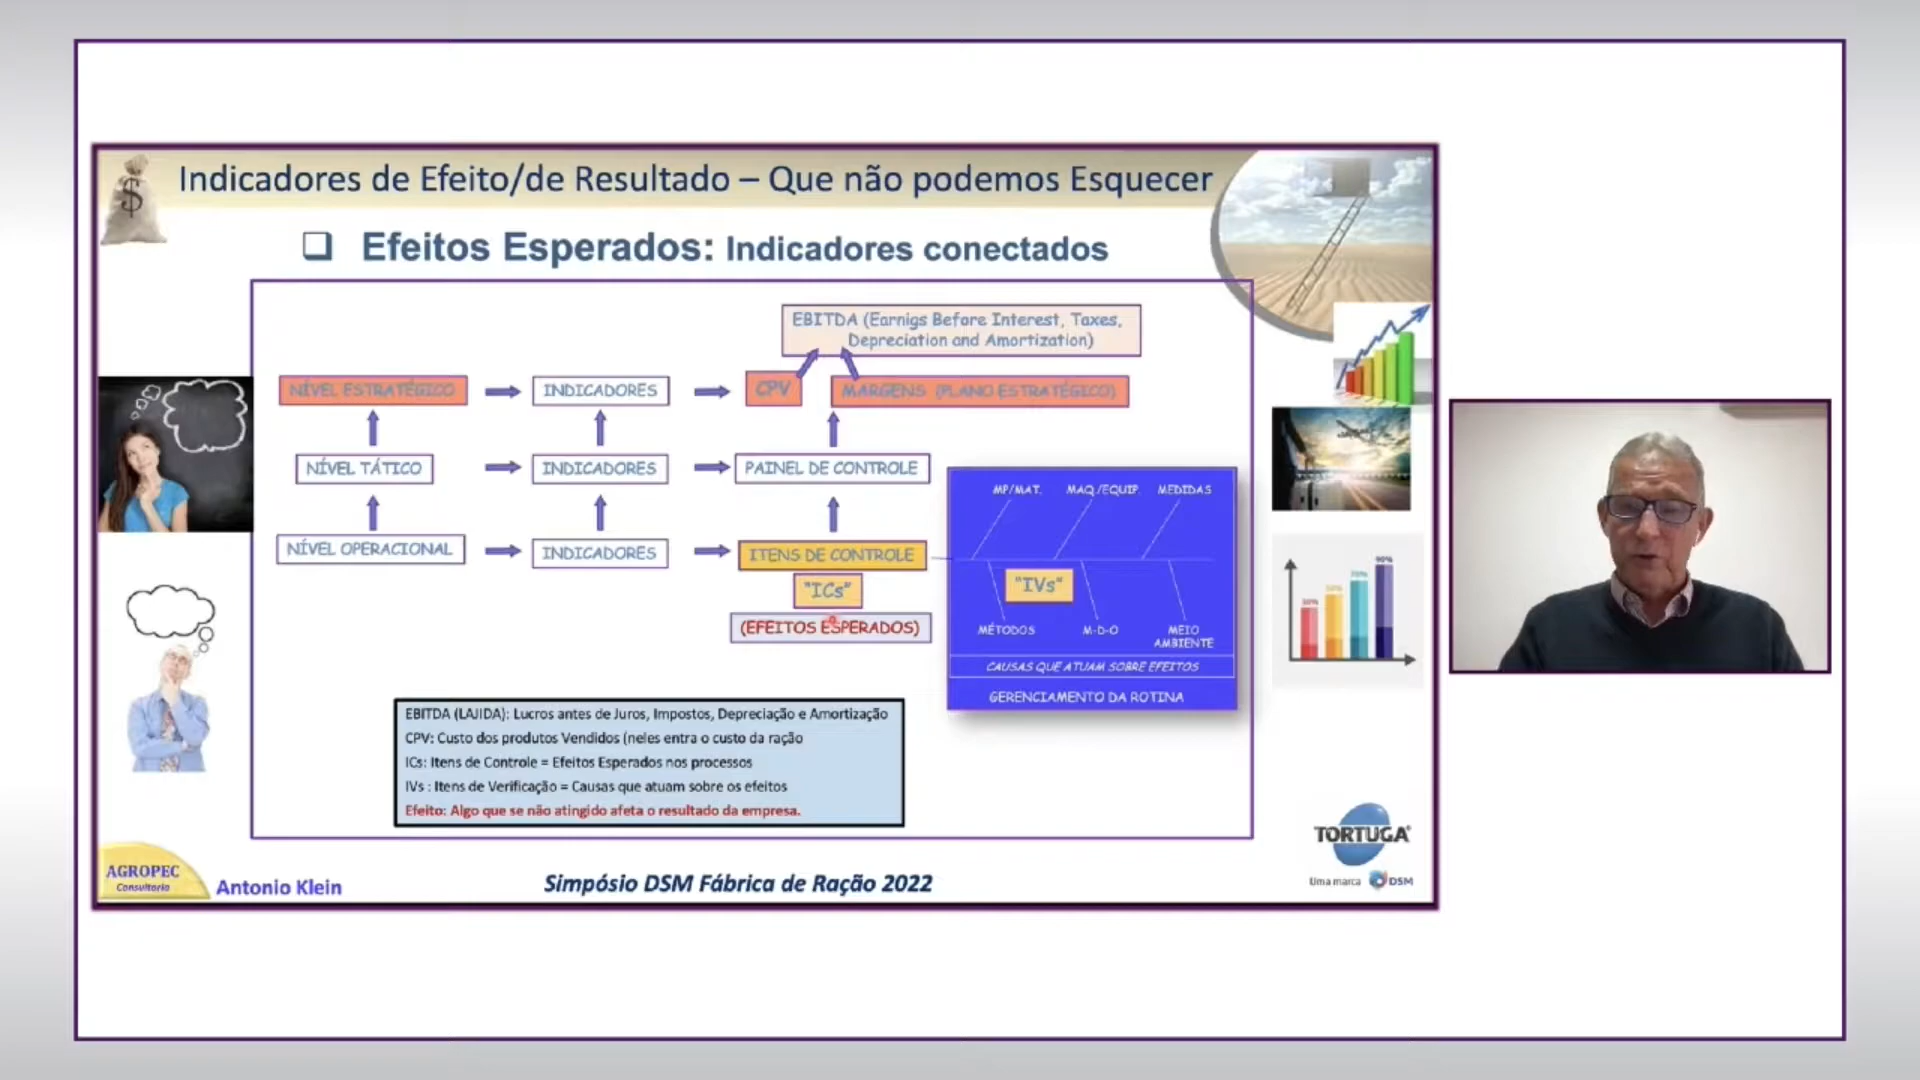 Indicadores de Efeito/de Resultado – Que não podemos Esquecer
Efeitos Esperados: Indicadores conectados
EBITDA (Earnigs Before Interest, Taxes,
Depreciation and Amortization)
NÍVEL ESTRATÉGICO
INDICADORES
CPV
MARGENS (PLANO ESTRATÉGICO)
NÍVEL TÁTICO
INDICADORES
PAINEL DE CONTROLE
NÍVEL OPERACIONAL
INDICADORES
ITENS DE CONTROLE
"ICs"
(EFEITOS ESPERADOS)
MP/MAT.
MAQ./EQUIP.
MEDIDAS
"IVs"
MÉTODOS
M-D-O
MEIO
AMBIENTE
CAUSAS QUE ATUAM SOBRE EFEITOS
GERENCIAMENTO DA ROTINA
EBITDA (LAJIDA): Lucros antes de Juros, Impostos, Depreciação e Amortização
CPV: Custo dos produtos Vendidos (neles entra o custo da ração
ICs: Itens de Controle = Efeitos Esperados nos processos
IVs : Itens de Verificação = Causas que atuam sobre os efeitos
Efeito: Algo que se não atingido afeta o resultado da empresa.
AGROPEC
Consultoria
Antonio Klein
Simpósio DSM Fábrica de Ração 2022
TORTUGA
Uma marca DSM